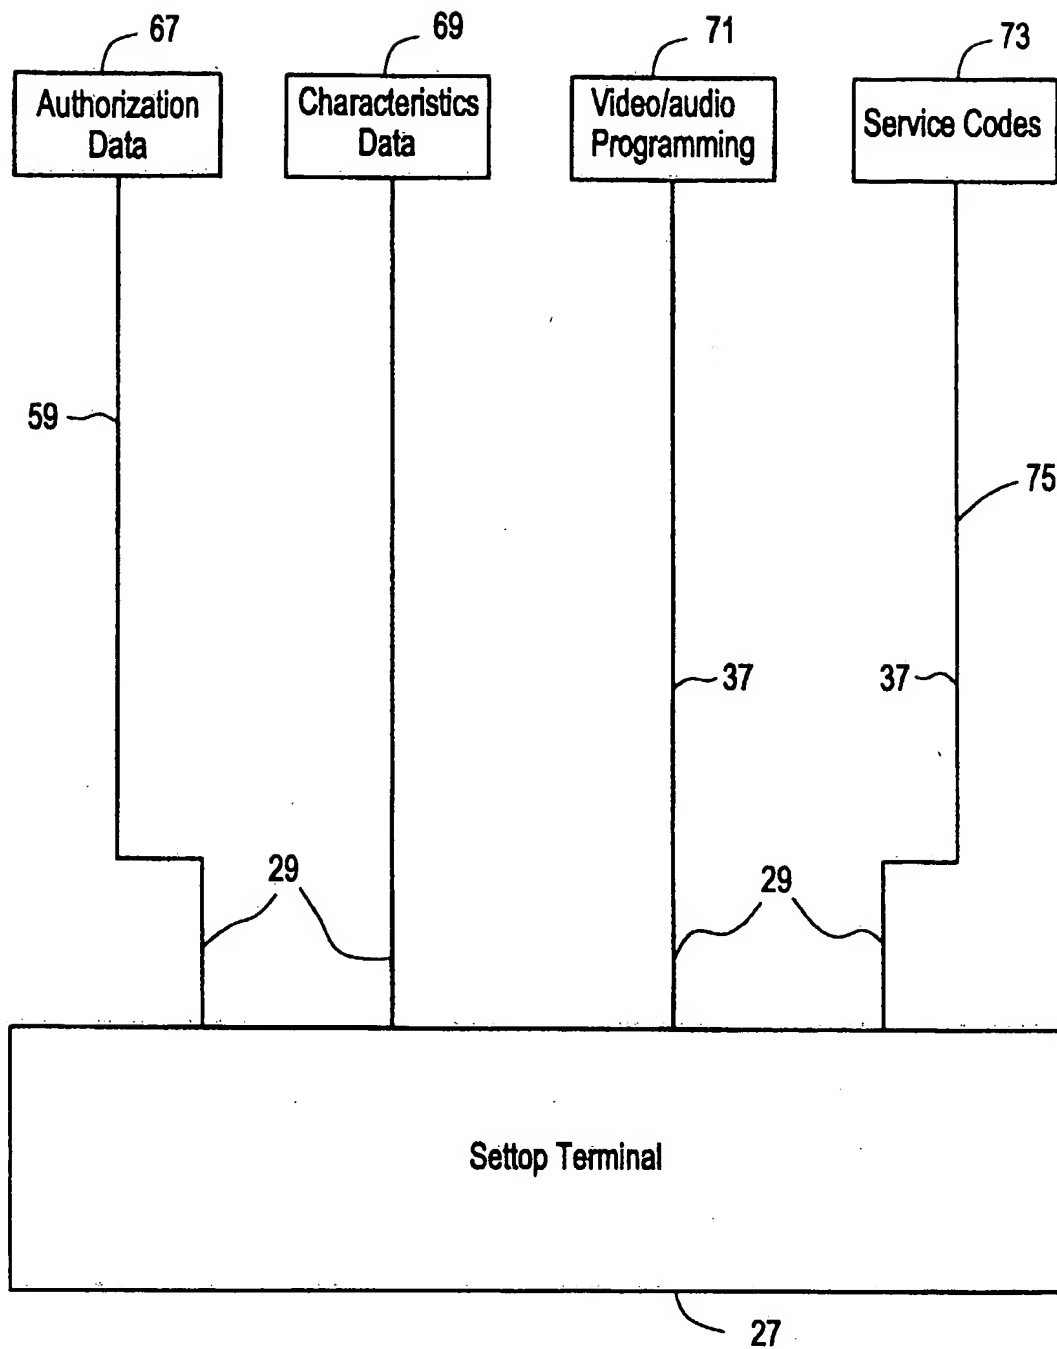 67
69
71
73
Authorization
Data
Characteristics
Data
Video/audio
Programming
Service Codes
59
75
37
37
29
29
Settop Terminal
27